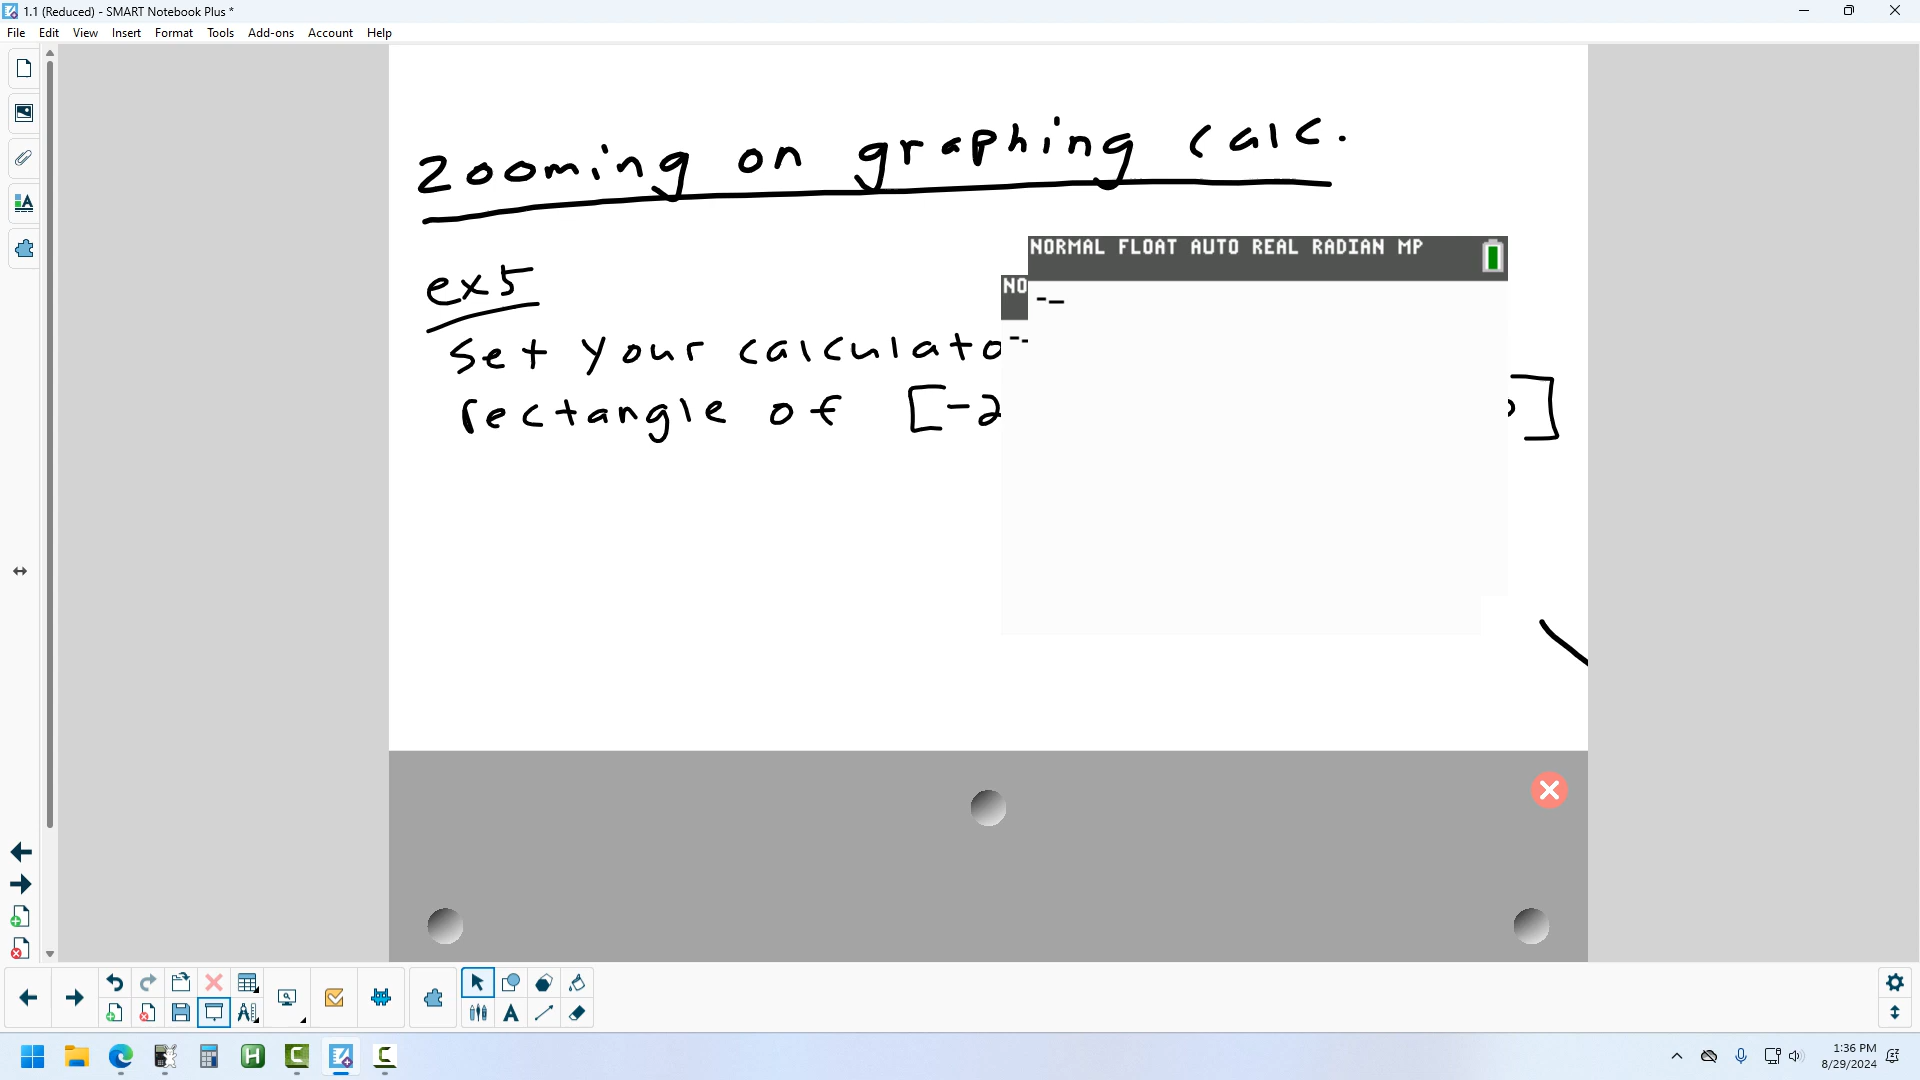 1.1 (Reduced) - SMART Notebook Plus *
File Edit View Insert Format Tools Add-ons Account Help
Zooming on graphing calc.
NORMAL FLOAT AUTO REAL RADIAN MP
NO
ex5
set your calculato
rectangle of [-2 ]
1:36 PM
8/29/2024